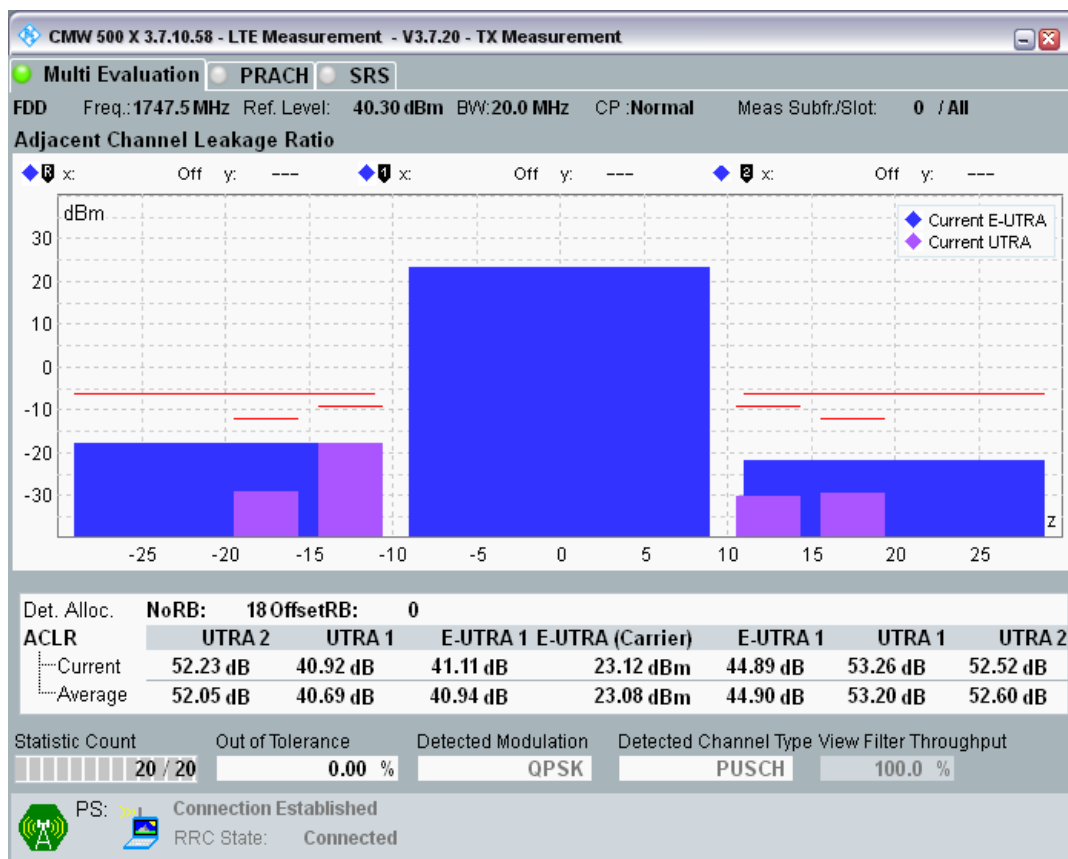 CMW 500 X 3.7.10.58 - LTE Measurement - V3.7.20 - TX Measurement
Multi Evaluation PRACH SRS
FDD Freq.: 1747.5 MHz Ref. Level: 40.30 dBm BW: 20.0 MHz CP : Normal Meas Subfr./Slot: 0 / All
Adjacent Channel Leakage Ratio
R x: Off y: --- 1 x: Off y: --- 2 x: Off y: ---
dBm
Current E-UTRA
Current UTRA
30
20
10
0
-10
-20
-30
z
-25 -20 -15 -10 -5 0 5 10 15 20 25
Det. Alloc. NoRB: 18 OffsetRB: 0
ACLR UTRA 2 UTRA 1 E-UTRA 1 E-UTRA (Carrier) E-UTRA 1 UTRA 1 UTRA 2
Current 52.23 dB 40.92 dB 41.11 dB 23.12 dBm 44.89 dB 53.26 dB 52.52 dB
Average 52.05 dB 40.69 dB 40.94 dB 23.08 dBm 44.90 dB 53.20 dB 52.60 dB
Statistic Count Out of Tolerance Detected Modulation Detected Channel Type View Filter Throughput
20 / 20 0.00 % QPSK PUSCH 100.0 %
PS: Connection Established
RRC State: Connected